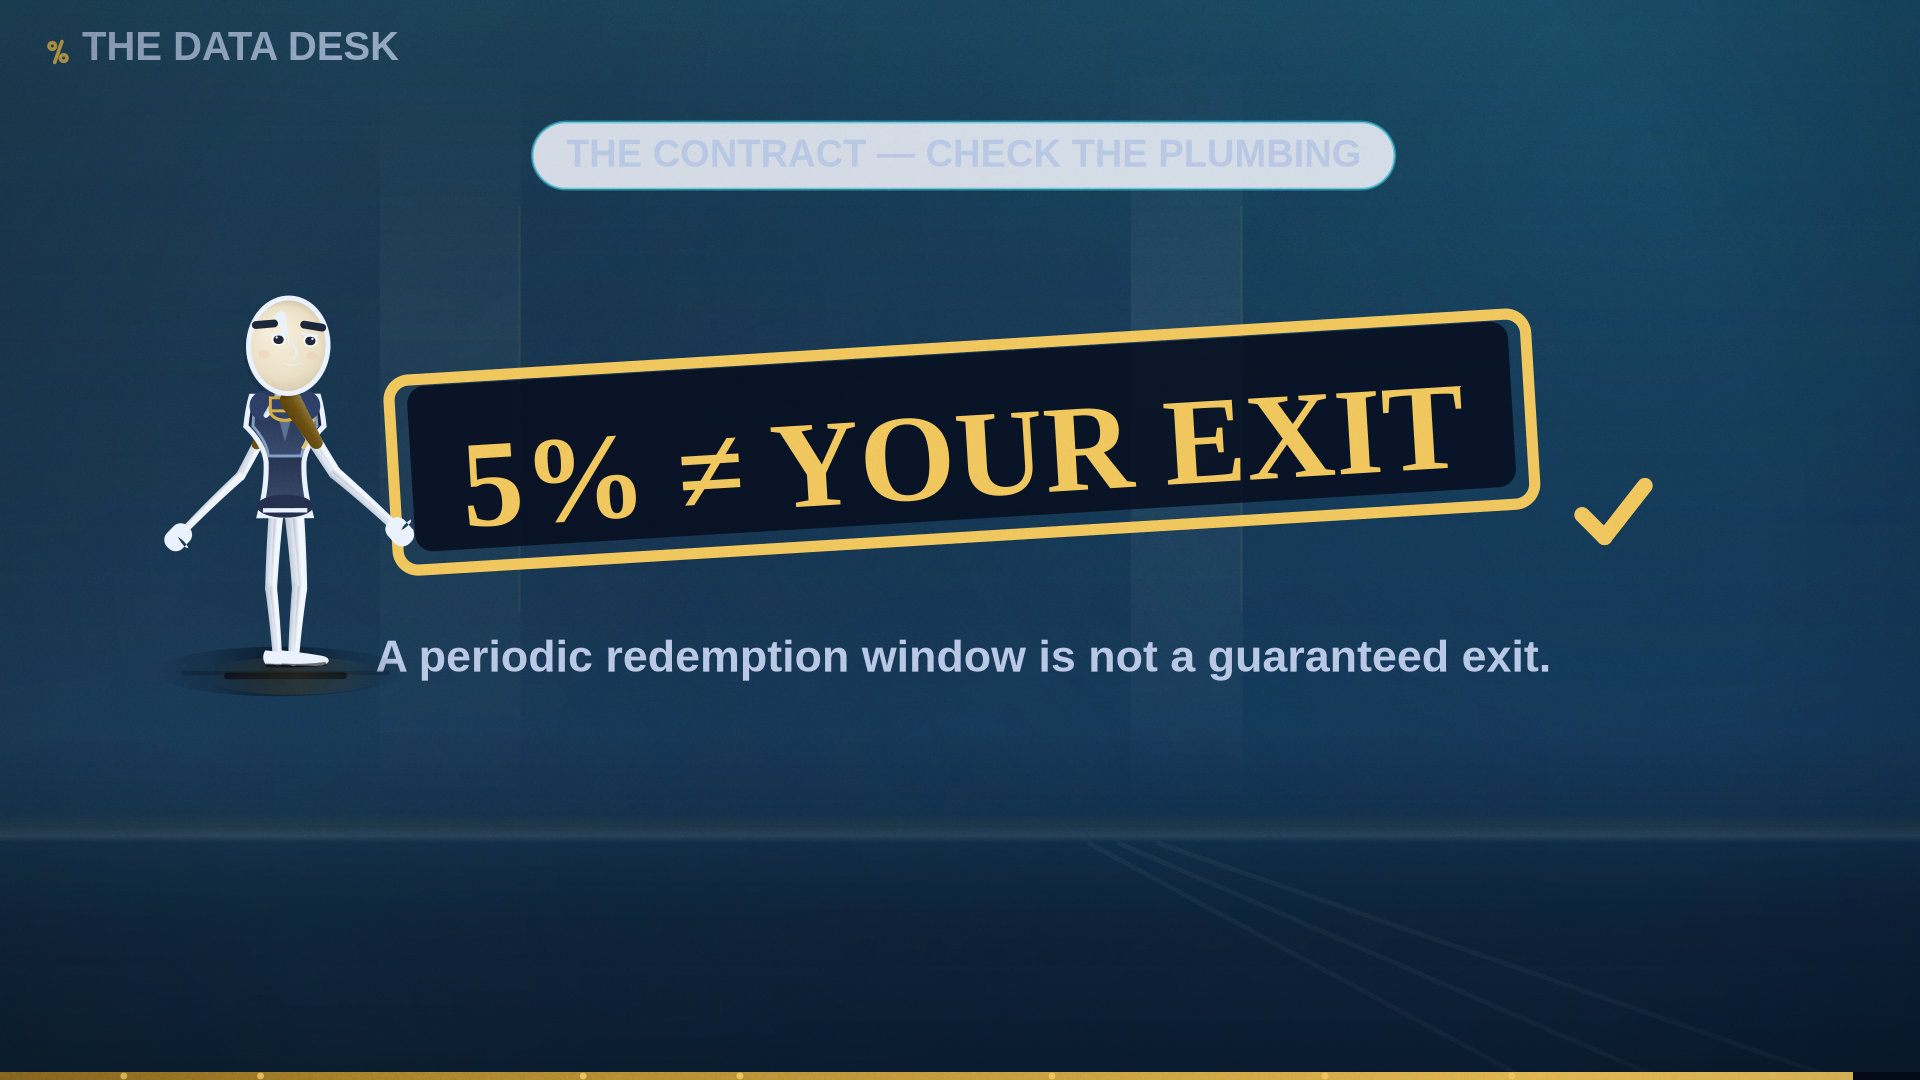 % THE DATA DESK
THE CONTRACT — CHECK THE PLUMBING
5% ≠ YOUR EXIT
A periodic redemption window is not a guaranteed exit.